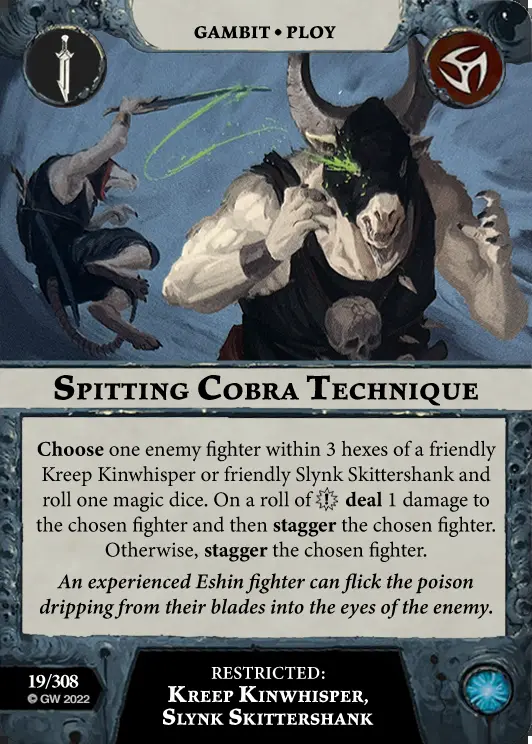 GAMBIT • PLOY
SPITTING COBRA TECHNIQUE
Choose one enemy fighter within 3 hexes of a friendly
Kreep Kinwhisper or friendly Slynk Skittershank and
roll one magic dice. On a roll of deal 1 damage to
the chosen fighter and then stagger the chosen fighter.
Otherwise, stagger the chosen fighter.
An experienced Eshin fighter can flick the poison
dripping from their blades into the eyes of the enemy.
19/308
© GW 2022
RESTRICTED:
KREEP KINWHISPER,
SLYNK SKITTERSHANK